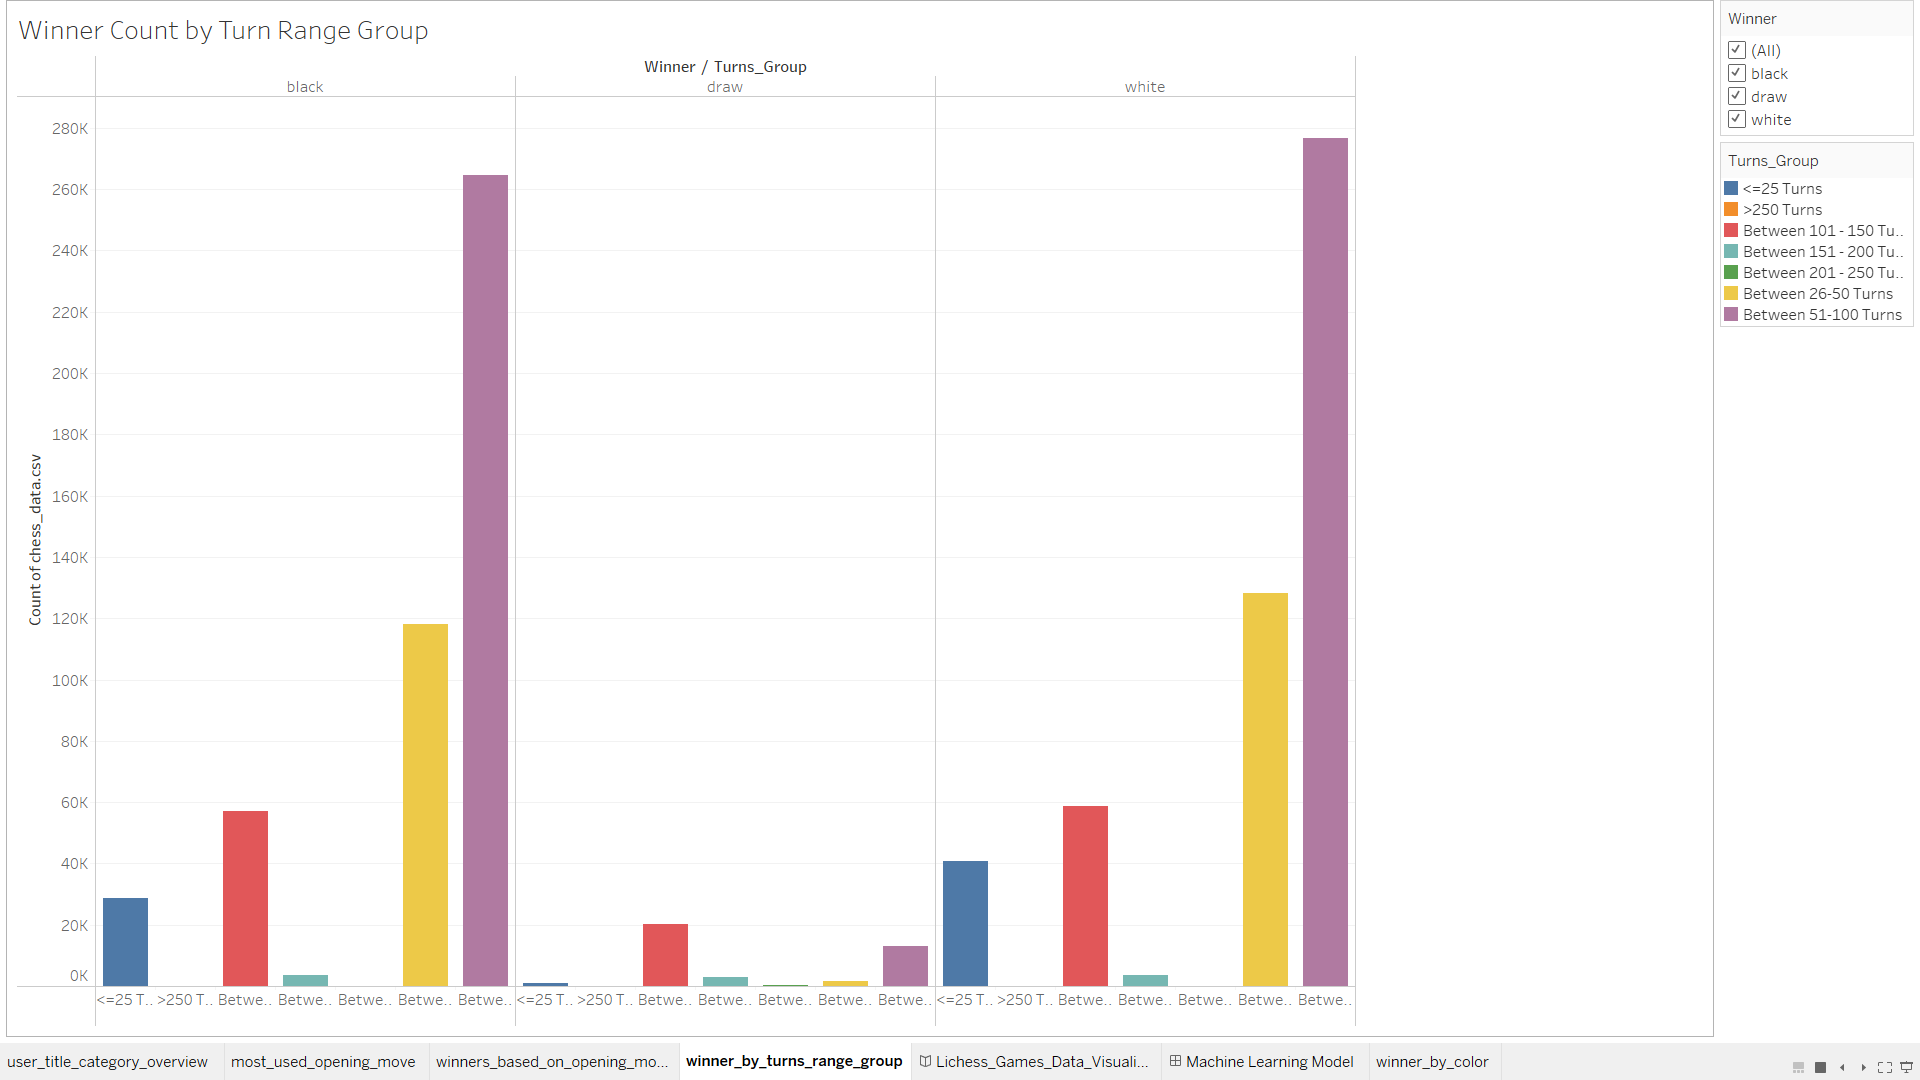 Winner Count by Turn Range Group
Winner / Turns_Group
black
draw
white
Count of chess_data.csv
280K
260K
240K
220K
200K
180K
160K
140K
120K
100K
80K
60K
40K
20K
0K
<=25 T.. >250 T.. Betwe.. Betwe.. Betwe.. Betwe.. Betwe.. <=25 T.. >250 T.. Betwe.. Betwe.. Betwe.. Betwe.. Betwe.. <=25 T.. >250 T.. Betwe.. Betwe.. Betwe.. Betwe.. Betwe..
Winner
(All)
black
draw
white
Turns_Group
<=25 Turns
>250 Turns
Between 101 - 150 Tu..
Between 151 - 200 Tu..
Between 201 - 250 Tu..
Between 26-50 Turns
Between 51-100 Turns
user_title_category_overview most_used_opening_move winners_based_on_opening_mo... winner_by_turns_range_group Lichess_Games_Data_Visuali... Machine Learning Model winner_by_color